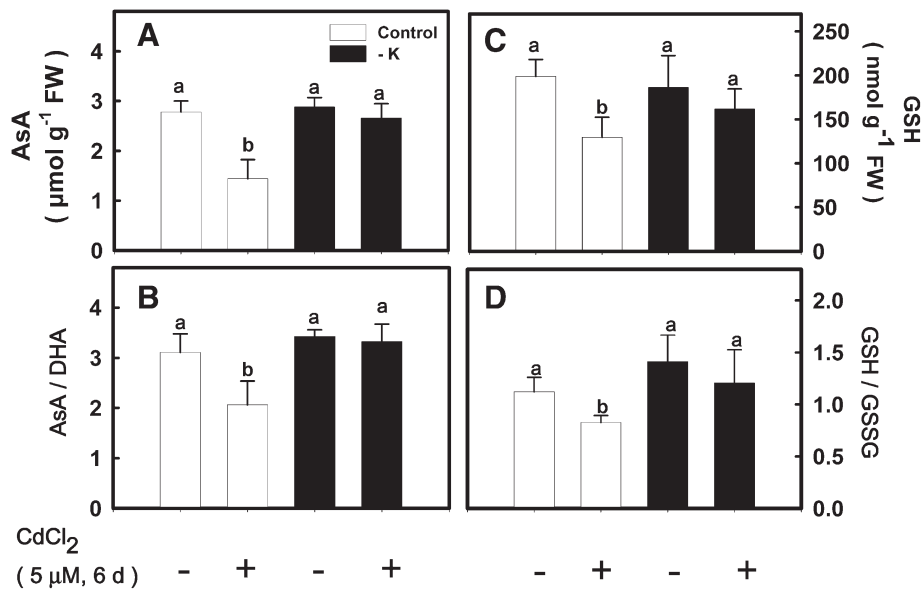 A
Control
- K
AsA
( µmol g-1 FW )
4
3
2
1
0
a
b
a
a
C
GSH
( nmol g-1 FW )
250
200
150
100
50
0
a
b
a
a
B
AsA / DHA
4
3
2
1
0
a
b
a
a
D
GSH / GSSG
2.0
1.5
1.0
0.5
0.0
a
b
a
a
CdCl2
( 5 µM, 6 d )
- + - +
- + - +